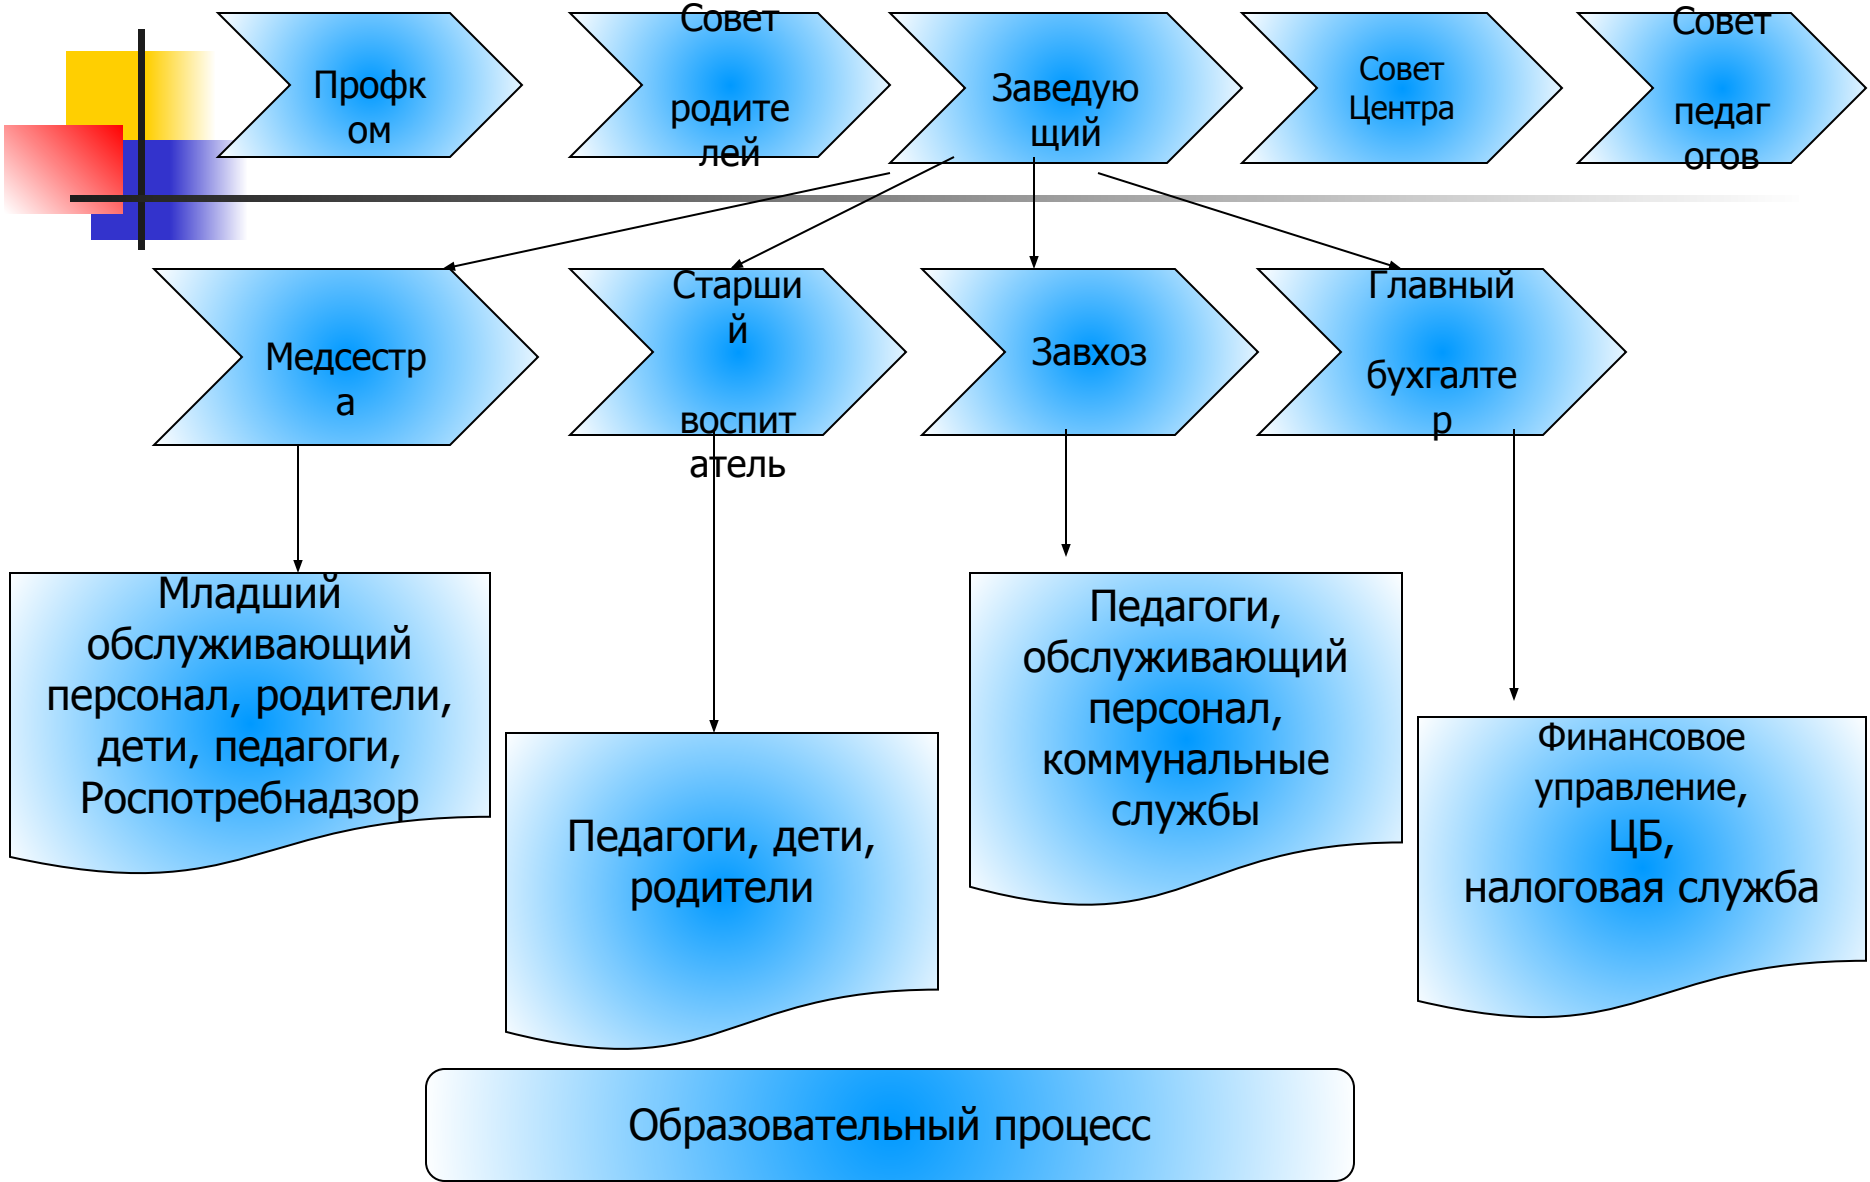 Профк
ом
Совет
родите
лей
Заведую
щий
Совет
Центра
Совет
педаг
огов
Медсестр
а
Старши
й
воспит
атель
Завхоз
Главный
бухгалте
р
Младший
обслуживающий
персонал, родители,
дети, педагоги,
Роспотребнадзор
Педагоги, дети,
родители
Педагоги,
обслуживающий
персонал,
коммунальные
службы
Финансовое
управление,
ЦБ,
налоговая служба
Образовательный процесс